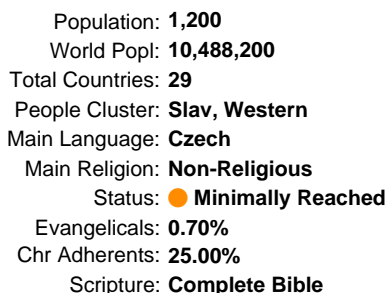 Population: 1,200
World Popl: 10,488,200
Total Countries: 29
People Cluster: Slav, Western
Main Language: Czech
Main Religion: Non-Religious
Status: Minimally Reached
Evangelicals: 0.70%
Chr Adherents: 25.00%
Scripture: Complete Bible